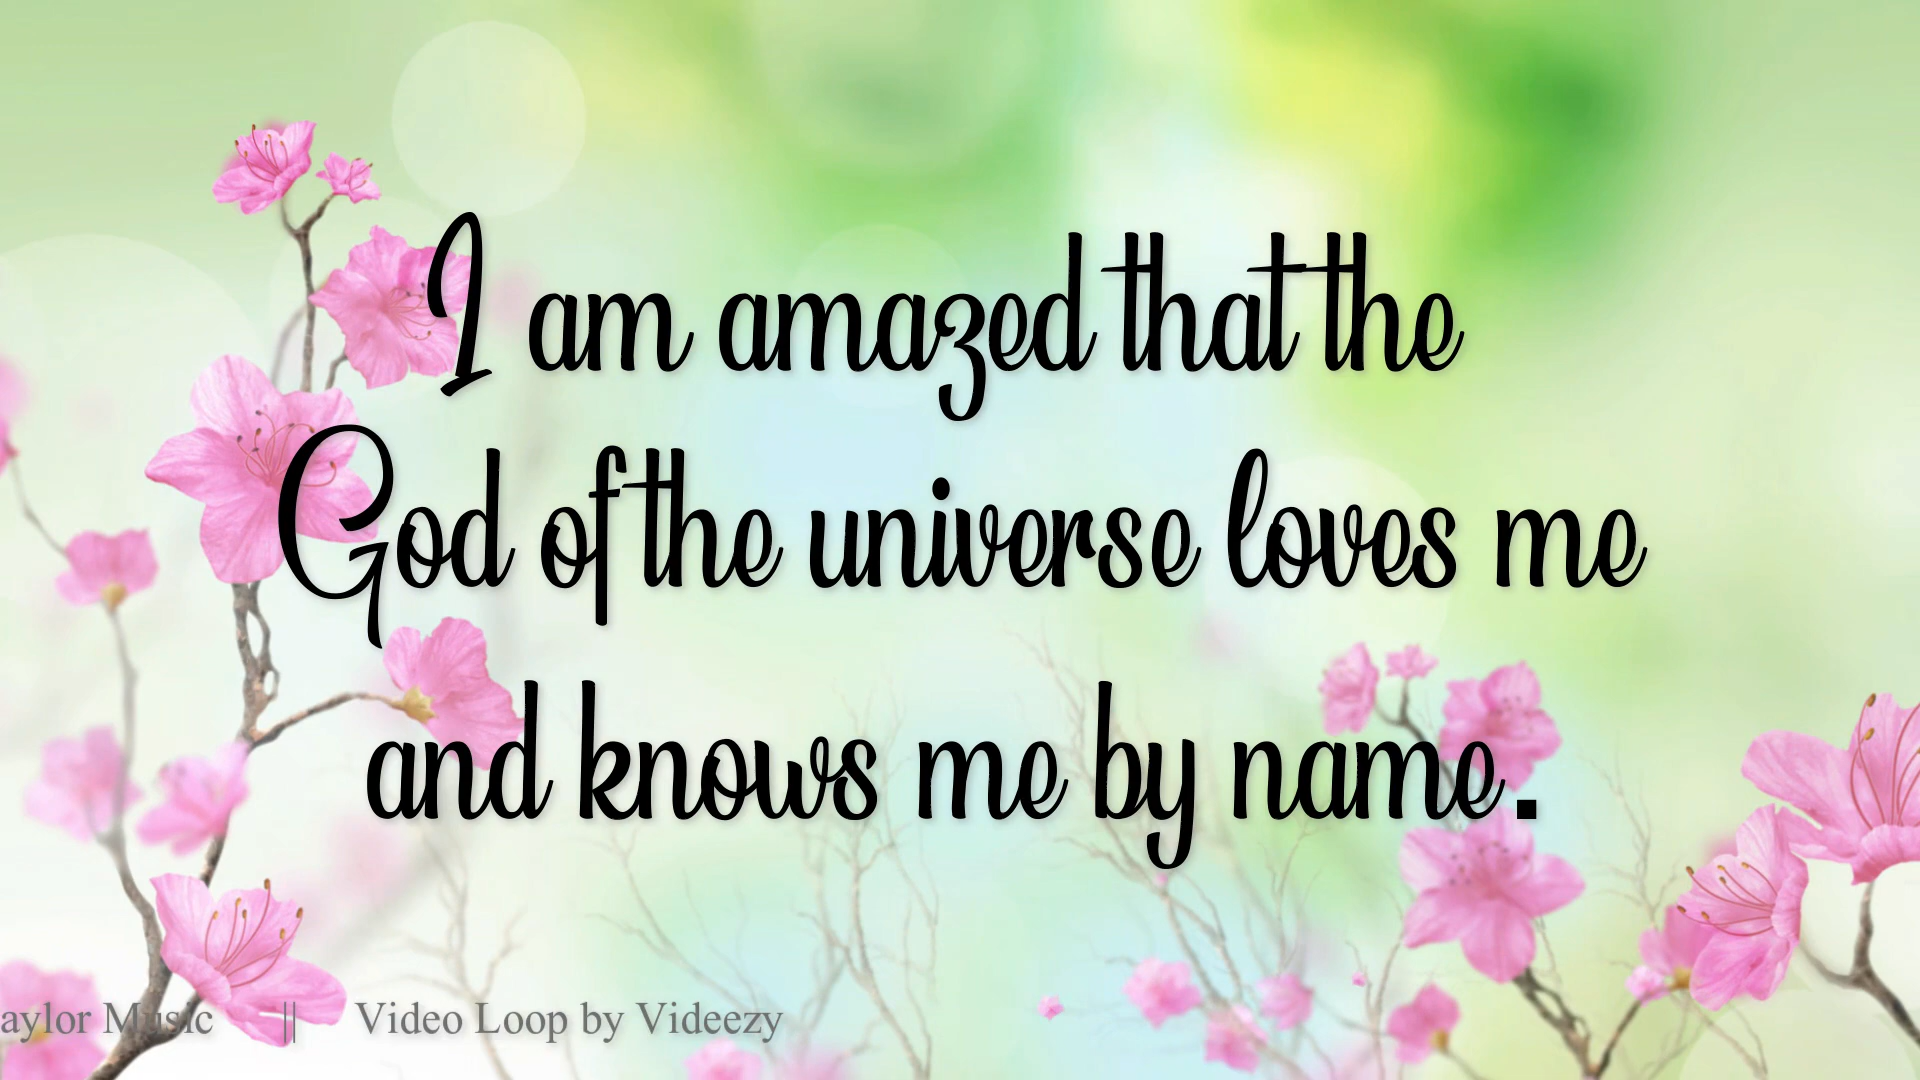 I am amazed that the
God of the universe loves me
and knows me by name.
aylor Music || Video Loop by Videezy